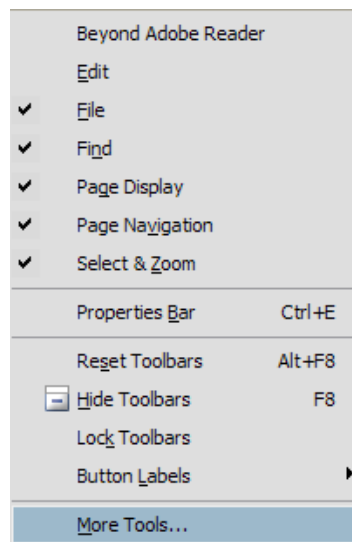 Beyond Adobe Reader
Edit
File
Find
Page Display
Page Navigation
Select & Zoom
Properties Bar Ctrl+E
Reset Toolbars Alt+F8
Hide Toolbars F8
Lock Toolbars
Button Labels
More Tools...